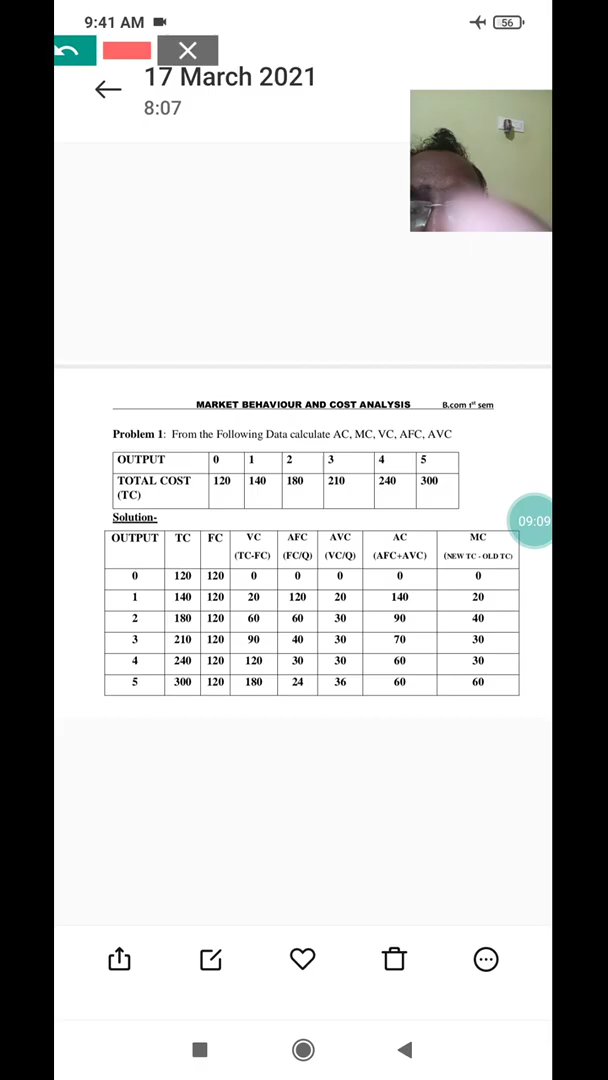 9:41 AM
56
17 March 2021
8:07
MARKET BEHAVIOUR AND COST ANALYSIS B.com 1st sem
Problem 1: From the Following Data calculate AC, MC, VC, AFC, AVC
OUTPUT 0 1 2 3 4 5
TOTAL COST 120 140 180 210 240 300
(TC)
Solution-
09:09
OUTPUT TC FC VC AFC AVC AC MC
(TC-FC) (FC/Q) (VC/Q) (AFC+AVC) (NEW TC - OLD TC)
0 120 120 0 0 0 0 0
1 140 120 20 120 20 140 20
2 180 120 60 60 30 90 40
3 210 120 90 40 30 70 30
4 240 120 120 30 30 60 30
5 300 120 180 24 36 60 60